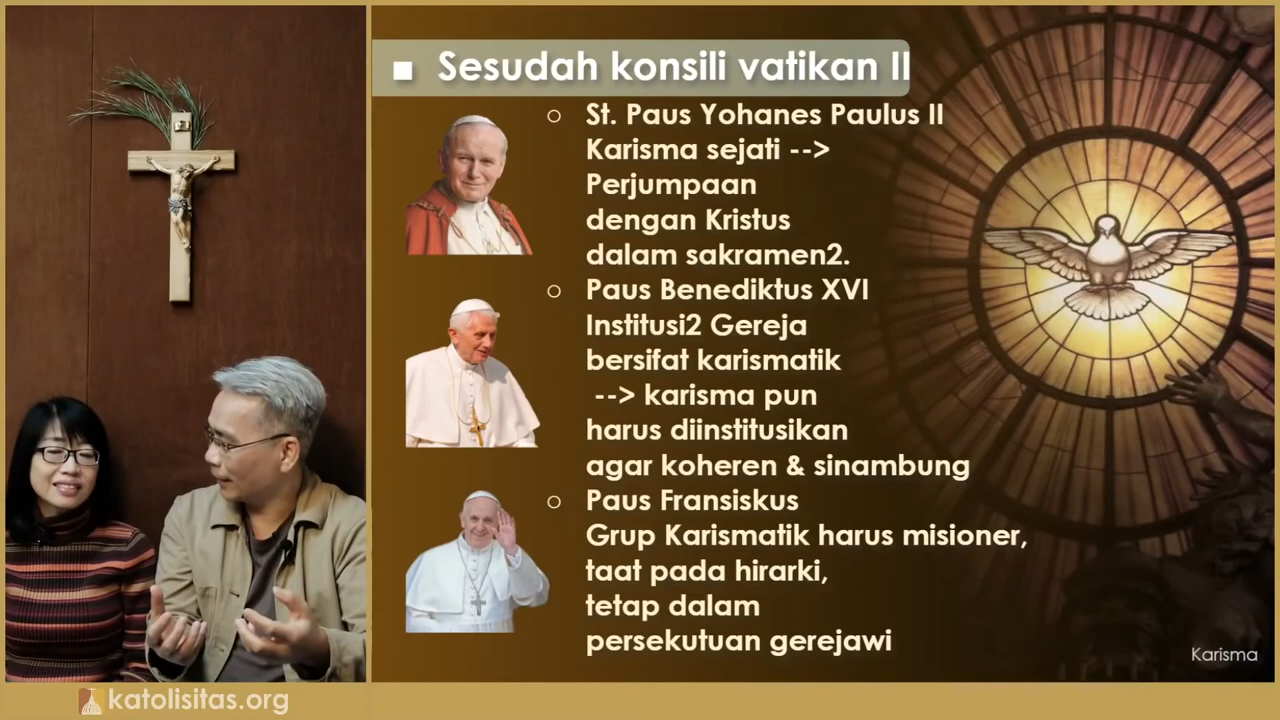 ■ Sesudah konsili vatikan II
○ St. Paus Yohanes Paulus II
Karisma sejati -->
Perjumpaan
dengan Kristus
dalam sakramen2.
○ Paus Benediktus XVI
Institusi2 Gereja
bersifat karismatik
--> karisma pun
harus diinstitusikan
agar koheren & sinambung
○ Paus Fransiskus
Grup Karismatik harus misioner,
taat pada hirarki,
tetap dalam
persekutuan gerejawi
Karisma
katolisitas.org